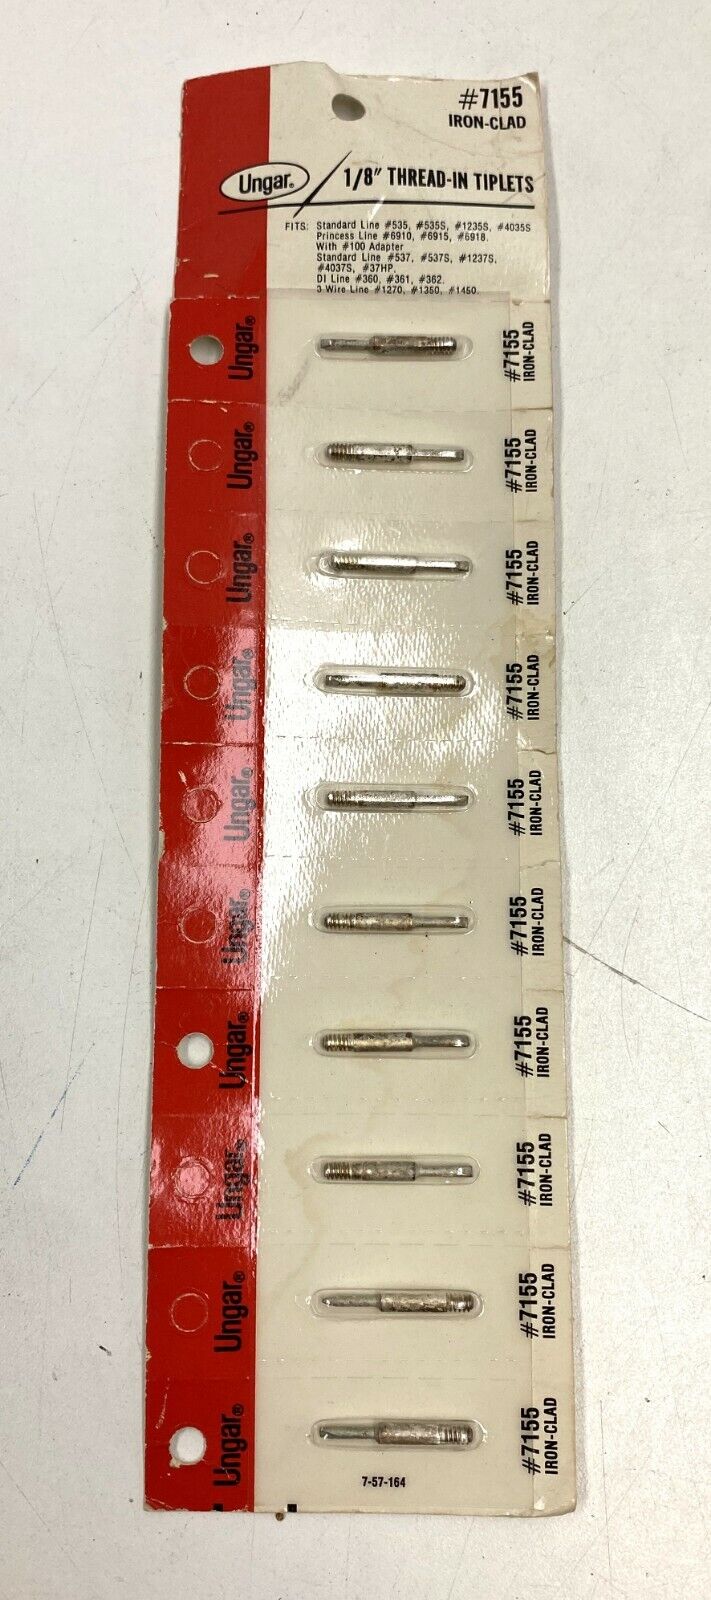 #7155
IRON-CLAD
Ungar®
1/8" THREAD-IN TIPLETS
FITS: Standard Line #535, #535S, #1235S, #4035S
Princess Line #6910, #6915, #6918.
With #100 Adapter
Standard Line #537, #537S, #1237S,
#4037S, #37HP.
DI Line #360, #361, #362.
3 Wire Line #1270, #1350, #1450.
Ungar®
#7155
IRON-CLAD
Ungar®
#7155
IRON-CLAD
Ungar®
#7155
IRON-CLAD
Ungar®
#7155
IRON-CLAD
Ungar®
#7155
IRON-CLAD
Ungar®
#7155
IRON-CLAD
Ungar®
#7155
IRON-CLAD
Ungar®
#7155
IRON-CLAD
Ungar®
#7155
IRON-CLAD
Ungar®
#7155
IRON-CLAD
7-57-164